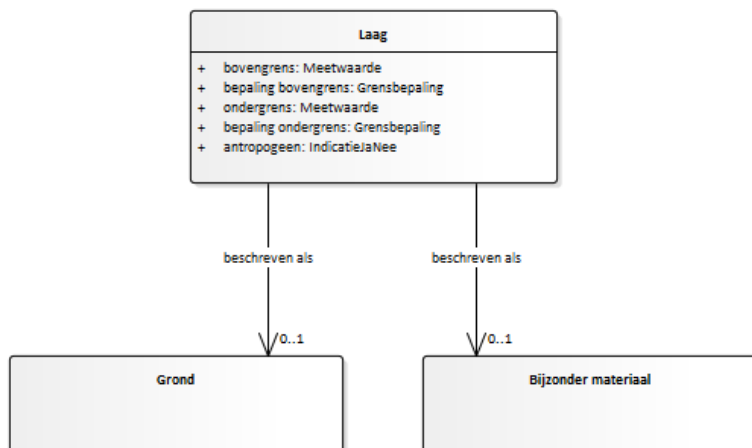 Laag
+ bovengrens: Meetwaarde
+ bepaling bovengrens: Grensbepaling
+ ondergrens: Meetwaarde
+ bepaling ondergrens: Grensbepaling
+ antropogeen: IndicatieJaNee
beschreven als
beschreven als
0..1
0..1
Grond
Bijzonder materiaal